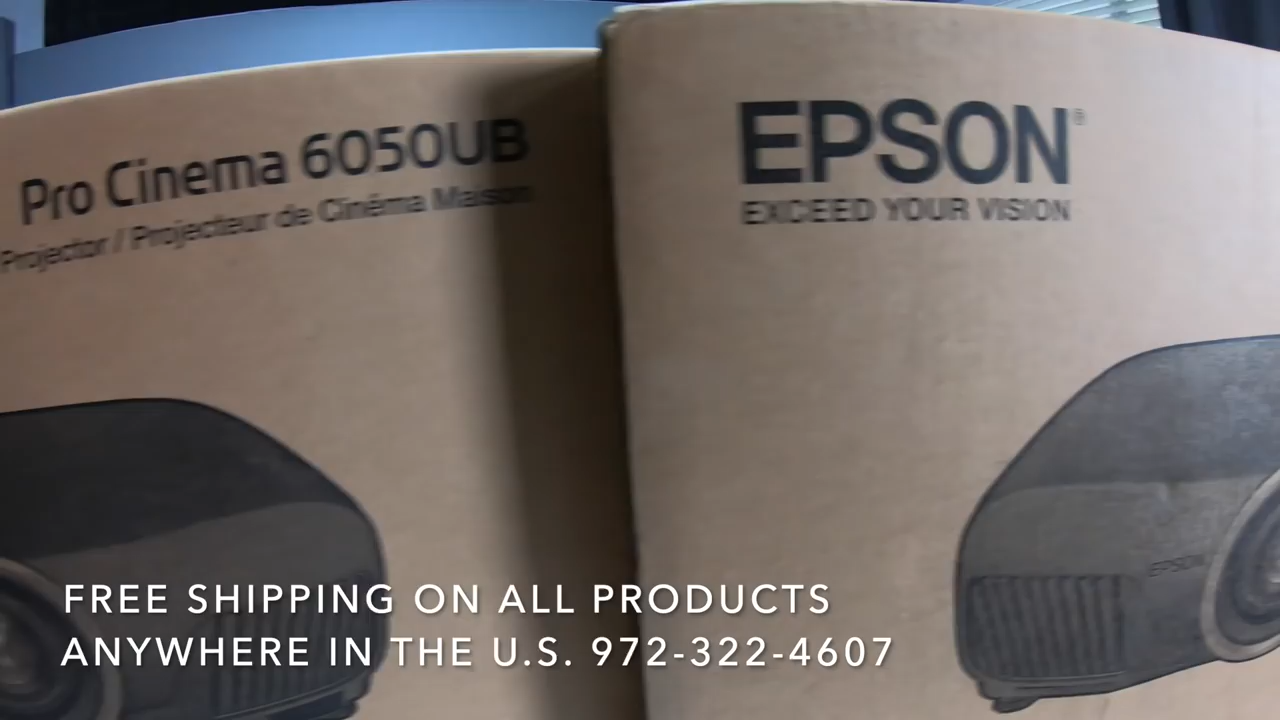 Pro Cinema 6050UB
Projector / Projecteur de Cinéma Maison
EPSON®
EXCEED YOUR VISION
EPSON
FREE SHIPPING ON ALL PRODUCTS
ANYWHERE IN THE U.S. 972-322-4607